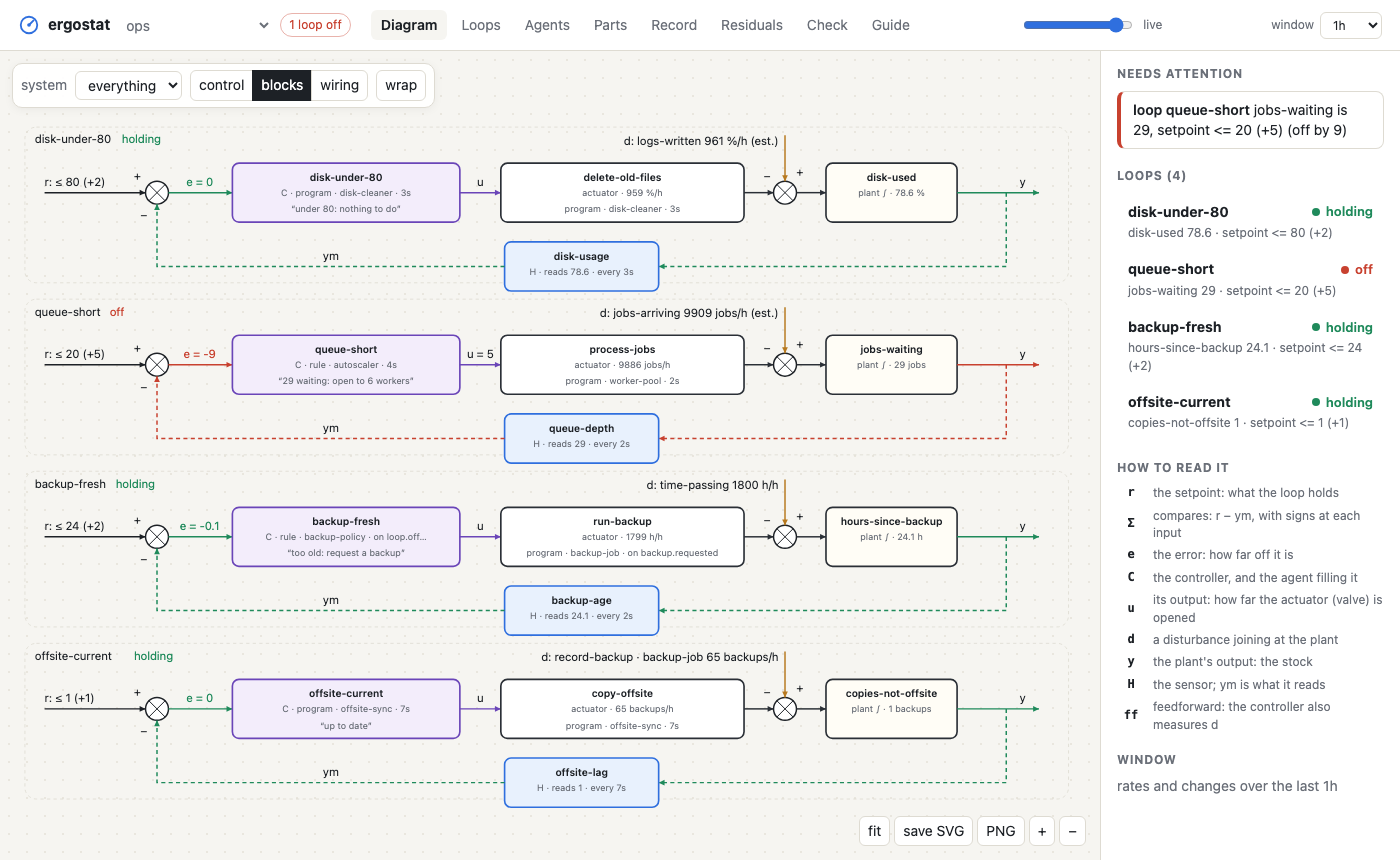 ergostat ops 1 loop off Diagram Loops Agents Parts Record Residuals Check Guide live window 1h
system everything control blocks wiring wrap
disk-under-80 holding
d: logs-written 961 %/h (est.)
r: ≤ 80 (+2)
+
−
e = 0
disk-under-80
C · program · disk-cleaner · 3s
“under 80: nothing to do”
u
delete-old-files
actuator · 959 %/h
program · disk-cleaner · 3s
−
+
disk-used
plant ∫ · 78.6 %
y
ym
disk-usage
H · reads 78.6 · every 3s
queue-short off
d: jobs-arriving 9909 jobs/h (est.)
r: ≤ 20 (+5)
+
−
e = -9
queue-short
C · rule · autoscaler · 4s
“29 waiting: open to 6 workers”
u = 5
process-jobs
actuator · 9886 jobs/h
program · worker-pool · 2s
−
+
jobs-waiting
plant ∫ · 29 jobs
y
ym
queue-depth
H · reads 29 · every 2s
backup-fresh holding
d: time-passing 1800 h/h
r: ≤ 24 (+2)
+
−
e = -0.1
backup-fresh
C · rule · backup-policy · on loop.off…
“too old: request a backup”
u
run-backup
actuator · 1799 h/h
program · backup-job · on backup.requested
−
+
hours-since-backup
plant ∫ · 24.1 h
y
ym
backup-age
H · reads 24.1 · every 2s
offsite-current holding
d: record-backup · backup-job 65 backups/h
r: ≤ 1 (+1)
+
−
e = 0
offsite-current
C · program · offsite-sync · 7s
“up to date”
u
copy-offsite
actuator · 65 backups/h
program · offsite-sync · 7s
−
+
copies-not-offsite
plant ∫ · 1 backups
y
ym
offsite-lag
H · reads 1 · every 7s
fit save SVG PNG + −
NEEDS ATTENTION
loop queue-short jobs-waiting is
29, setpoint <= 20 (+5) (off by 9)
LOOPS (4)
disk-under-80 holding
disk-used 78.6 · setpoint <= 80 (+2)
queue-short off
jobs-waiting 29 · setpoint <= 20 (+5)
backup-fresh holding
hours-since-backup 24.1 · setpoint <= 24
(+2)
offsite-current holding
copies-not-offsite 1 · setpoint <= 1 (+1)
HOW TO READ IT
r the setpoint: what the loop holds
Σ compares: r − ym, with signs at each
input
e the error: how far off it is
C the controller, and the agent filling it
u its output: how far the actuator (valve) is
opened
d a disturbance joining at the plant
y the plant's output: the stock
H the sensor; ym is what it reads
ff feedforward: the controller also
measures d
WINDOW
rates and changes over the last 1h